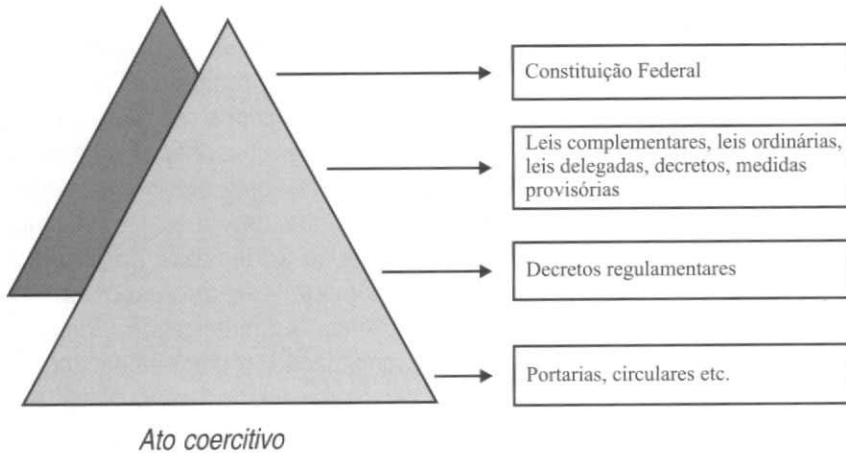 Constituição Federal
Leis complementares, leis ordinárias,
leis delegadas, decretos, medidas
provisórias
Decretos regulamentares
Portarias, circulares etc.
Ato coercitivo